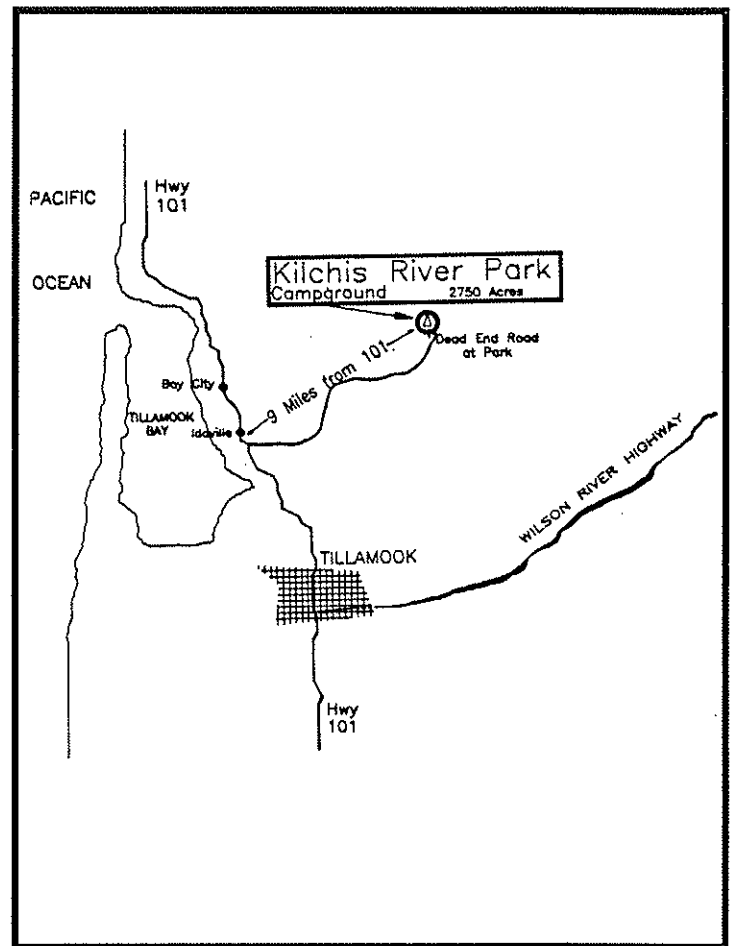 PACIFIC
OCEAN
Hwy
101
Kilchis River Park
Campground 2750 Acres
Dead End Road
at Park
9 Miles from 101.
Bay City
TILLAMOOK
BAY
Idaville
WILSON RIVER HIGHWAY
TILLAMOOK
Hwy
101